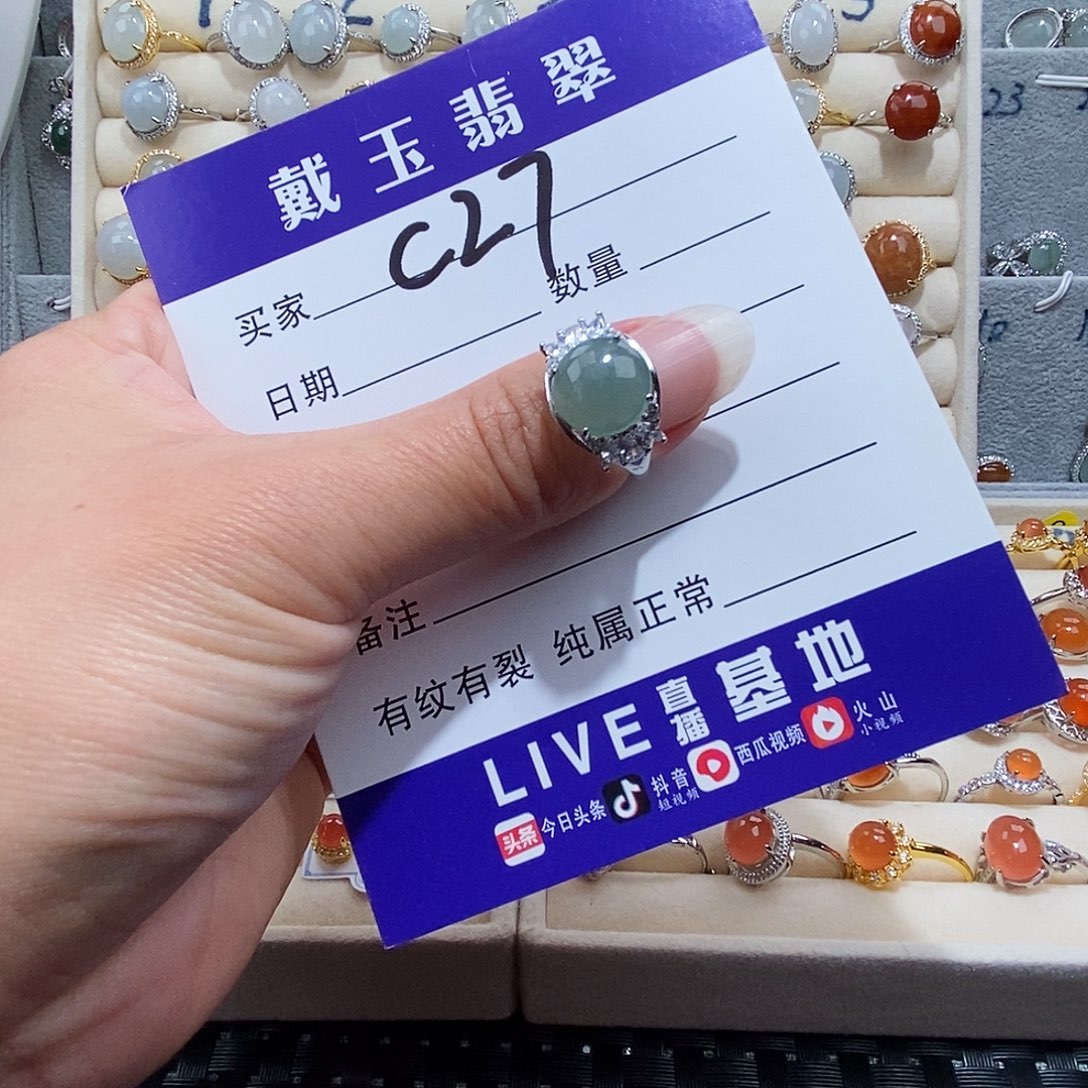 戴玉翡翠
买家 C27
日期
数量
备注
有纹有裂 纯属正常
LIVE 直播 基地
头条 今日头条 抖音 短视频 西瓜视频 火山 小视频